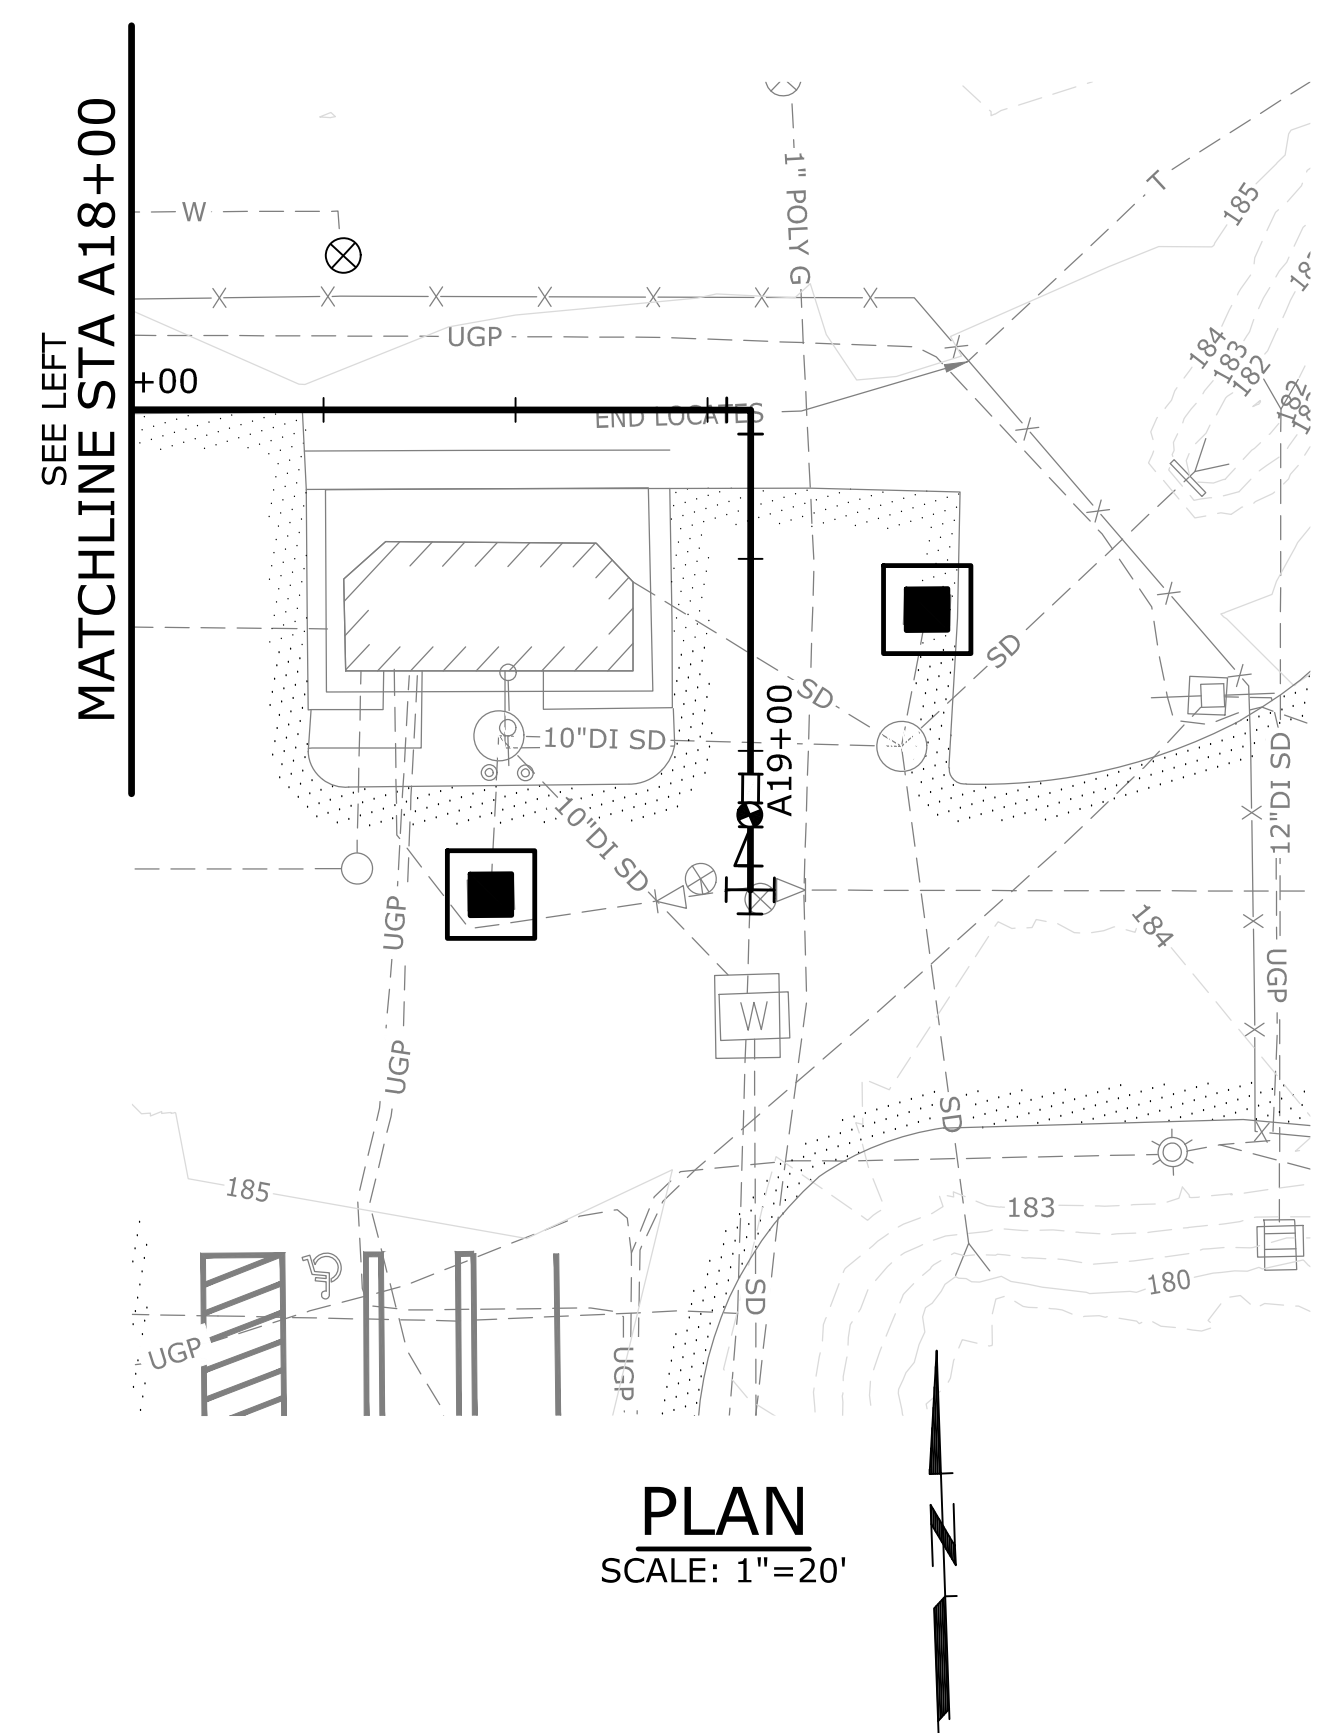 SEE LEFT
MATCHLINE STA A18+00
+00
W
1" POLY G
T
185
UGP
END LOCATES
184
183
182
182
SD
SD
A19+00
10"DI SD
10"DI SD
12"DI SD
UGP
UGP
184
UGP
W
SD
185
183
180
SD
UGP
UGP
PLAN
SCALE: 1"=20'
N